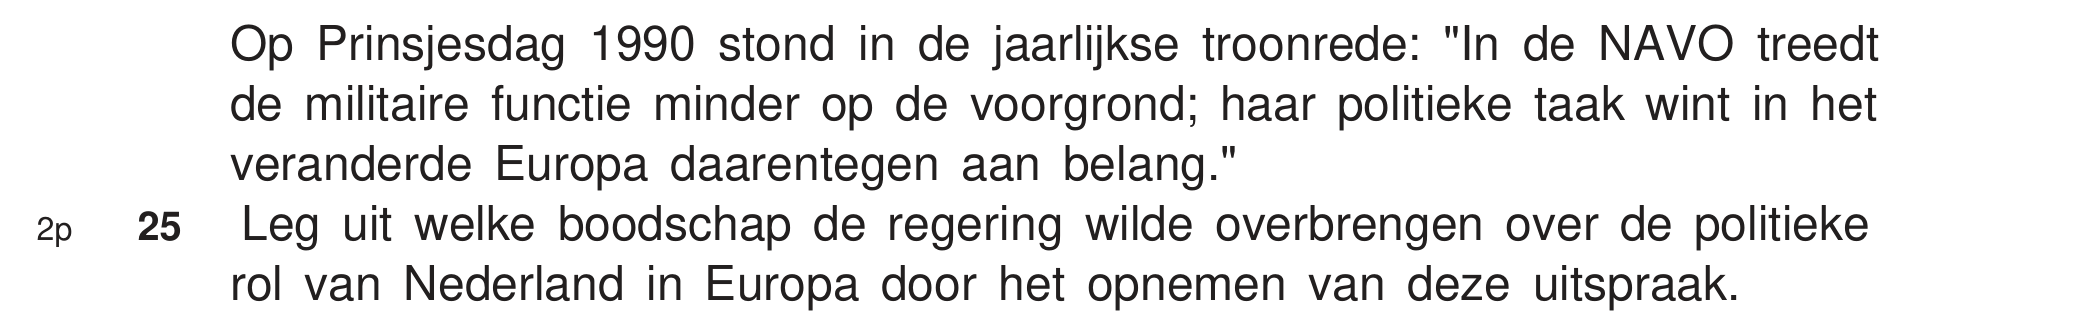 Op Prinsjesdag 1990 stond in de jaarlijkse troonrede: "In de NAVO treedt
de militaire functie minder op de voorgrond; haar politieke taak wint in het
veranderde Europa daarentegen aan belang."
2p 25 Leg uit welke boodschap de regering wilde overbrengen over de politieke
rol van Nederland in Europa door het opnemen van deze uitspraak.